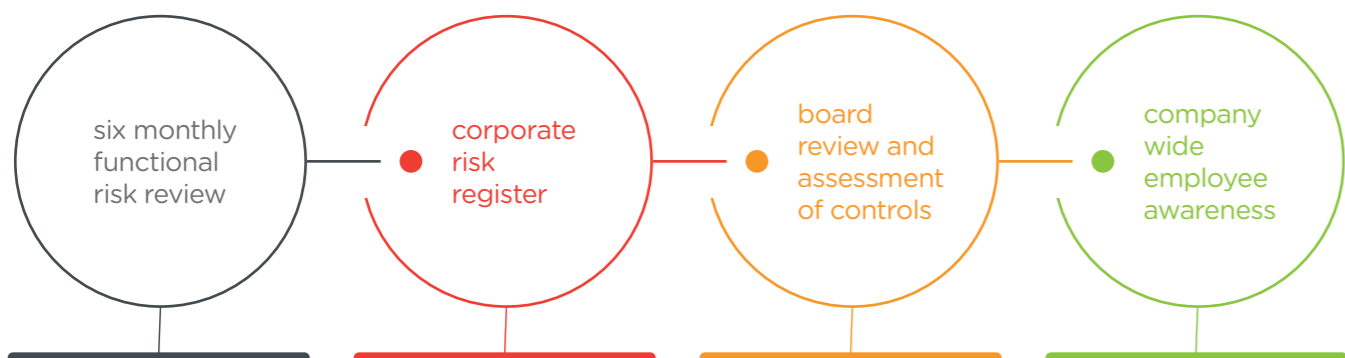 six monthly
functional
risk review
corporate
risk
register
board
review and
assessment
of controls
company
wide
employee
awareness